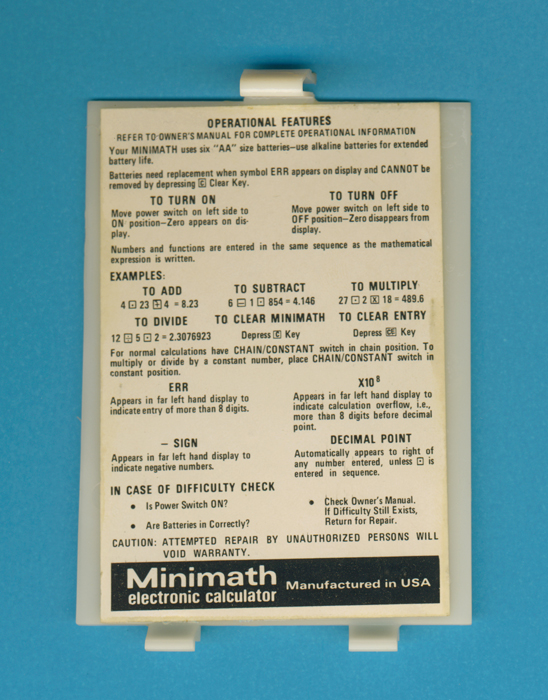 OPERATIONAL FEATURES
REFER TO OWNER'S MANUAL FOR COMPLETE OPERATIONAL INFORMATION
Your MINIMATH uses six "AA" size batteries—use alkaline batteries for extended
battery life.
Batteries need replacement when symbol ERR appears on display and CANNOT be
removed by depressing [C] Clear Key.
TO TURN ON
Move power switch on left side to
ON position—Zero appears on dis-
play.
TO TURN OFF
Move power switch on left side to
OFF position—Zero disappears from
display.
Numbers and functions are entered in the same sequence as the mathematical
expression is written.
EXAMPLES:
TO ADD
4 [·] 23 [+] 4 = 8.23
TO SUBTRACT
6 [−] 1 [·] 854 = 4.146
TO MULTIPLY
27 [·] 2 [X] 18 = 489.6
TO DIVIDE
12 [÷] 5 [·] 2 = 2.3076923
TO CLEAR MINIMATH
Depress [C] Key
TO CLEAR ENTRY
Depress [CE] Key
For normal calculations have CHAIN/CONSTANT switch in chain position. To
multiply or divide by a constant number, place CHAIN/CONSTANT switch in
constant position.
ERR
Appears in far left hand display to
indicate entry of more than 8 digits.
X10⁸
Appears in far left hand display to
indicate calculation overflow, i.e.,
more than 8 digits before decimal
point.
— SIGN
Appears in far left hand display to
indicate negative numbers.
DECIMAL POINT
Automatically appears to right of
any number entered, unless [·] is
entered in sequence.
IN CASE OF DIFFICULTY CHECK
• Is Power Switch ON?
• Are Batteries in Correctly?
• Check Owner's Manual.
If Difficulty Still Exists,
Return for Repair.
CAUTION: ATTEMPTED REPAIR BY UNAUTHORIZED PERSONS WILL
VOID WARRANTY.
Minimath
electronic calculator
Manufactured in USA